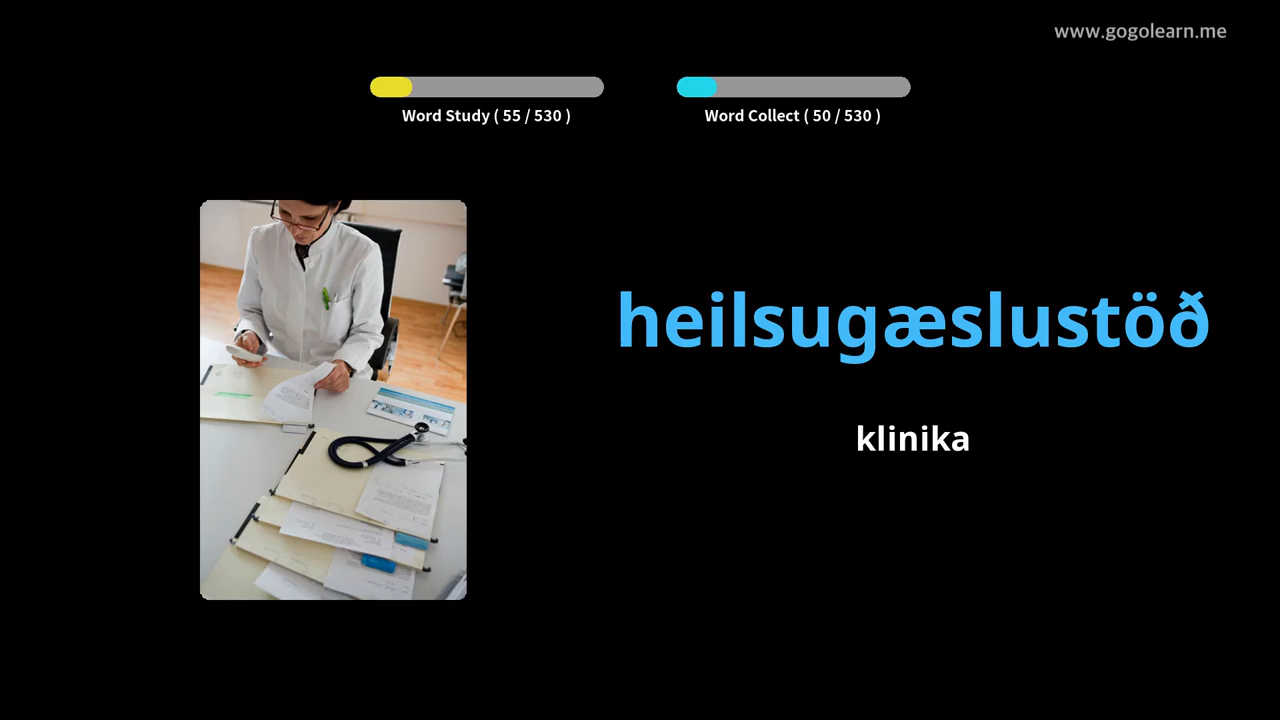 www.gogolearn.me
Word Study ( 55 / 530 )
Word Collect ( 50 / 530 )
heilsugæslustöð
klinika